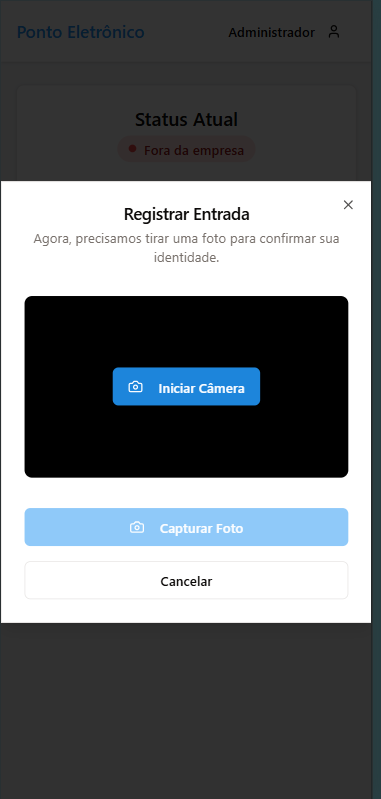 Ponto Eletrônico
Administrador
Status Atual
Fora da empresa
Registrar Entrada
Agora, precisamos tirar uma foto para confirmar sua
identidade.
Iniciar Câmera
Capturar Foto
Cancelar